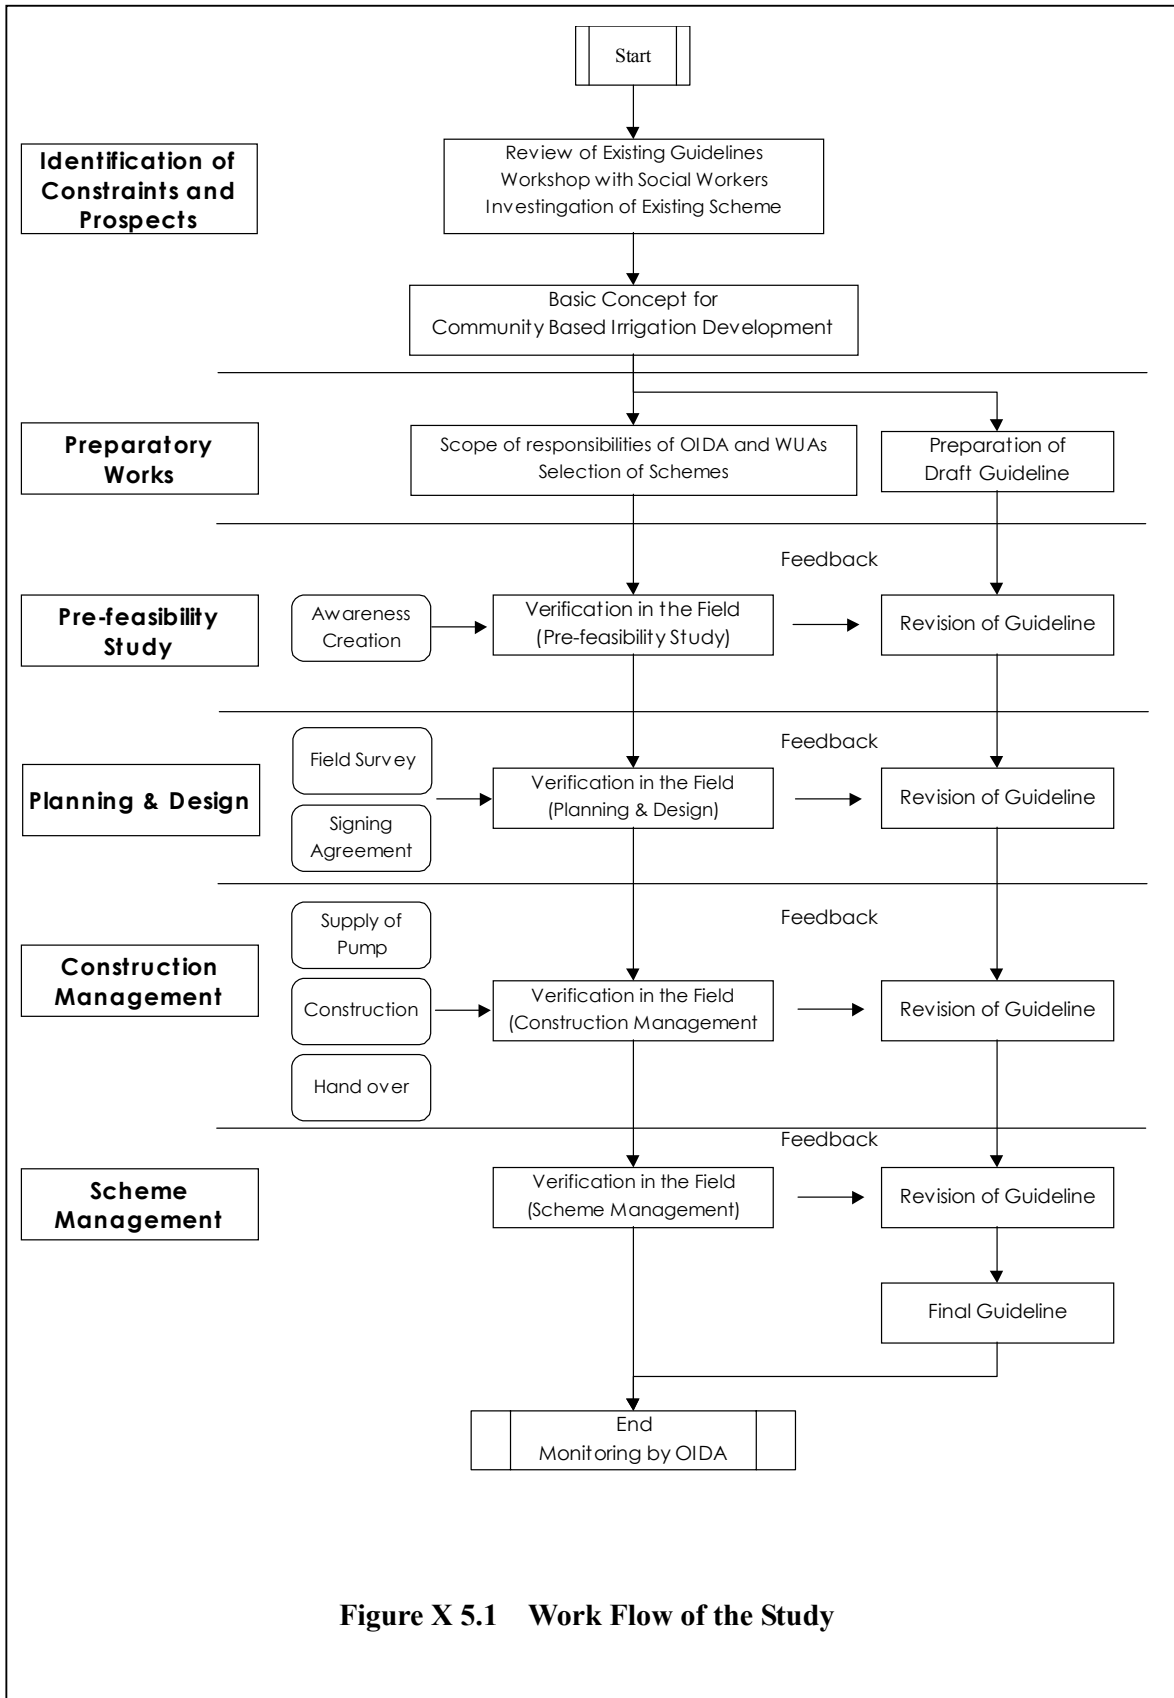 Start
Identification of
Constraints and
Prospects
Review of Existing Guidelines
Workshop with Social Workers
Investingation of Existing Scheme
Basic Concept for
Community Based Irrigation Development
Preparatory
Works
Scope of responsibilities of OIDA and WUAs
Selection of Schemes
Preparation of
Draft Guideline
Pre-feasibility
Study
Awareness
Creation
Verification in the Field
(Pre-feasibility Study)
Feedback
Revision of Guideline
Planning & Design
Field Survey
Signing
Agreement
Verification in the Field
(Planning & Design)
Feedback
Revision of Guideline
Construction
Management
Supply of
Pump
Construction
Hand over
Verification in the Field
(Construction Management
Feedback
Revision of Guideline
Scheme
Management
Verification in the Field
(Scheme Management)
Feedback
Revision of Guideline
Final Guideline
End
Monitoring by OIDA
Figure X 5.1 Work Flow of the Study